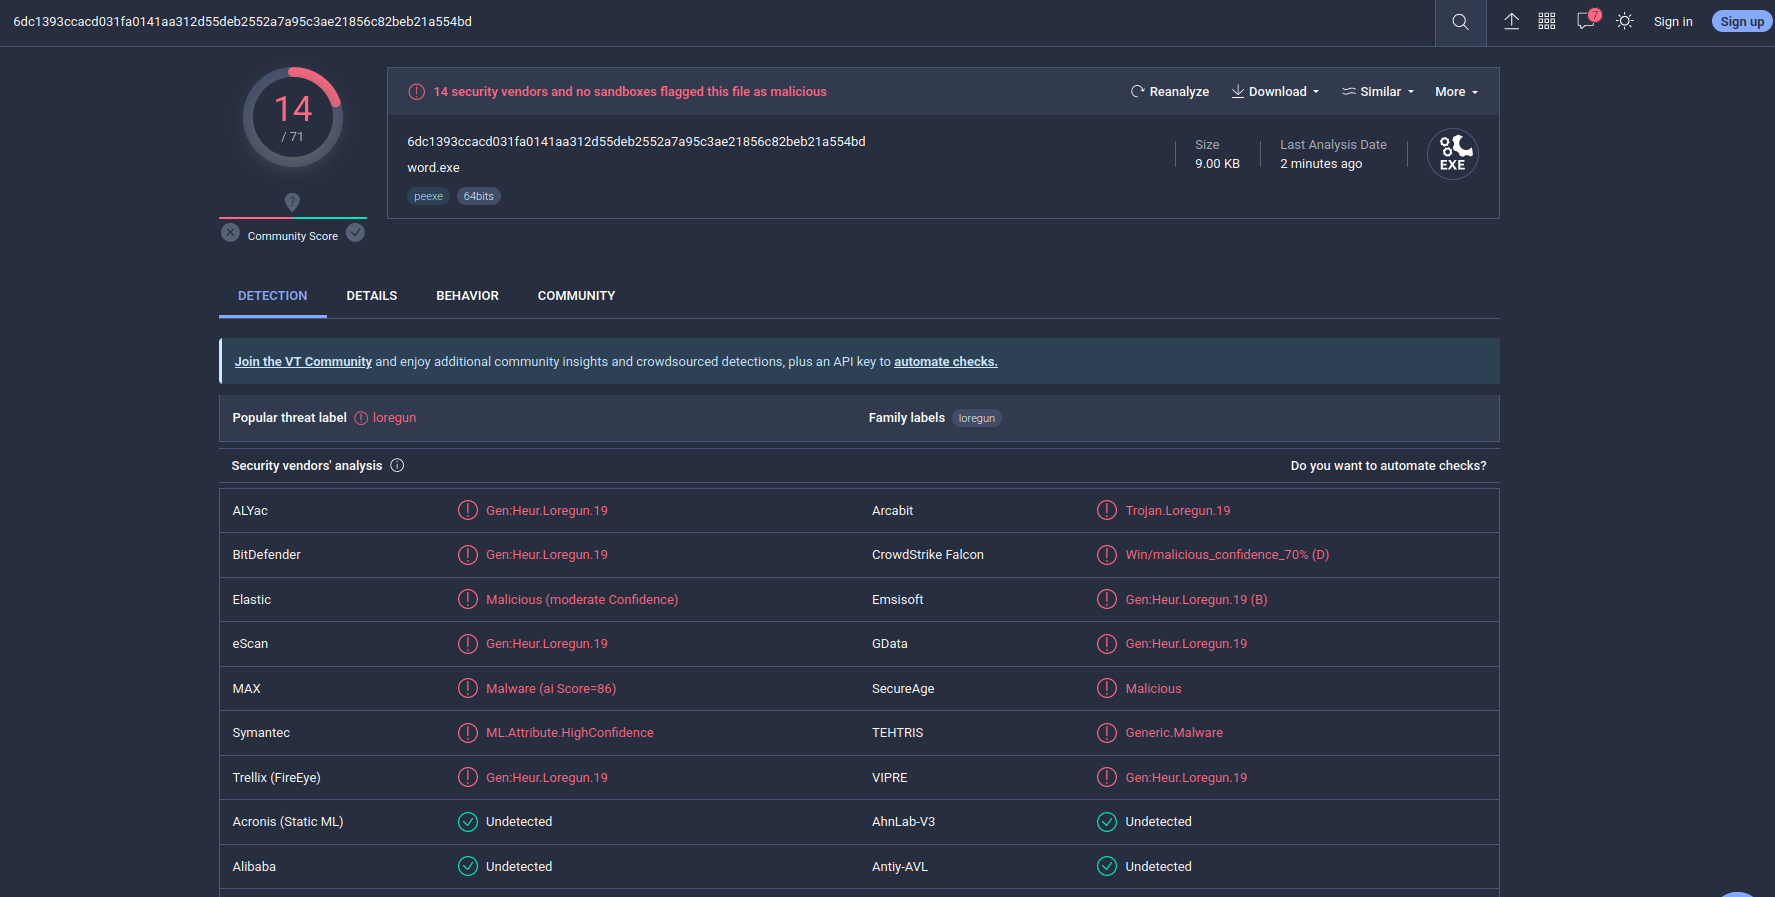 6dc1393ccacd031fa0141aa312d55deb2552a7a95c3ae21856c82beb21a554bd
7
Sign in
Sign up
14
/ 71
Community Score
14 security vendors and no sandboxes flagged this file as malicious
Reanalyze
Download
Similar
More
6dc1393ccacd031fa0141aa312d55deb2552a7a95c3ae21856c82beb21a554bd
word.exe
peexe
64bits
Size
9.00 KB
Last Analysis Date
2 minutes ago
EXE
DETECTION
DETAILS
BEHAVIOR
COMMUNITY
Join the VT Community and enjoy additional community insights and crowdsourced detections, plus an API key to automate checks.
Popular threat label
loregun
Family labels
loregun
Security vendors' analysis
Do you want to automate checks?
ALYac
Gen:Heur.Loregun.19
Arcabit
Trojan.Loregun.19
BitDefender
Gen:Heur.Loregun.19
CrowdStrike Falcon
Win/malicious_confidence_70% (D)
Elastic
Malicious (moderate Confidence)
Emsisoft
Gen:Heur.Loregun.19 (B)
eScan
Gen:Heur.Loregun.19
GData
Gen:Heur.Loregun.19
MAX
Malware (ai Score=86)
SecureAge
Malicious
Symantec
ML.Attribute.HighConfidence
TEHTRIS
Generic.Malware
Trellix (FireEye)
Gen:Heur.Loregun.19
VIPRE
Gen:Heur.Loregun.19
Acronis (Static ML)
Undetected
AhnLab-V3
Undetected
Alibaba
Undetected
Antiy-AVL
Undetected